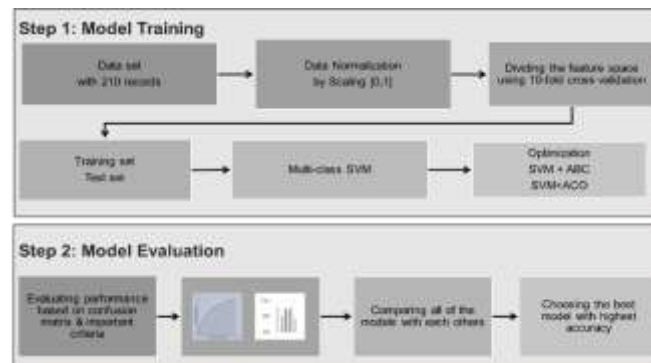 Step 1: Model Training
Data set
with 210 records
Data Normalization
by Scaling [0,1]
Dividing the feature space
using 10-fold cross validation
Training set
Test set
Multi-class SVM
Optimization
SVM + ABC
SVM+ACO
Step 2: Model Evaluation
Evaluating performance
based on confusion
matrix & important
criteria
Comparing all of the
models with each others
Choosing the best
model with highest
accuracy